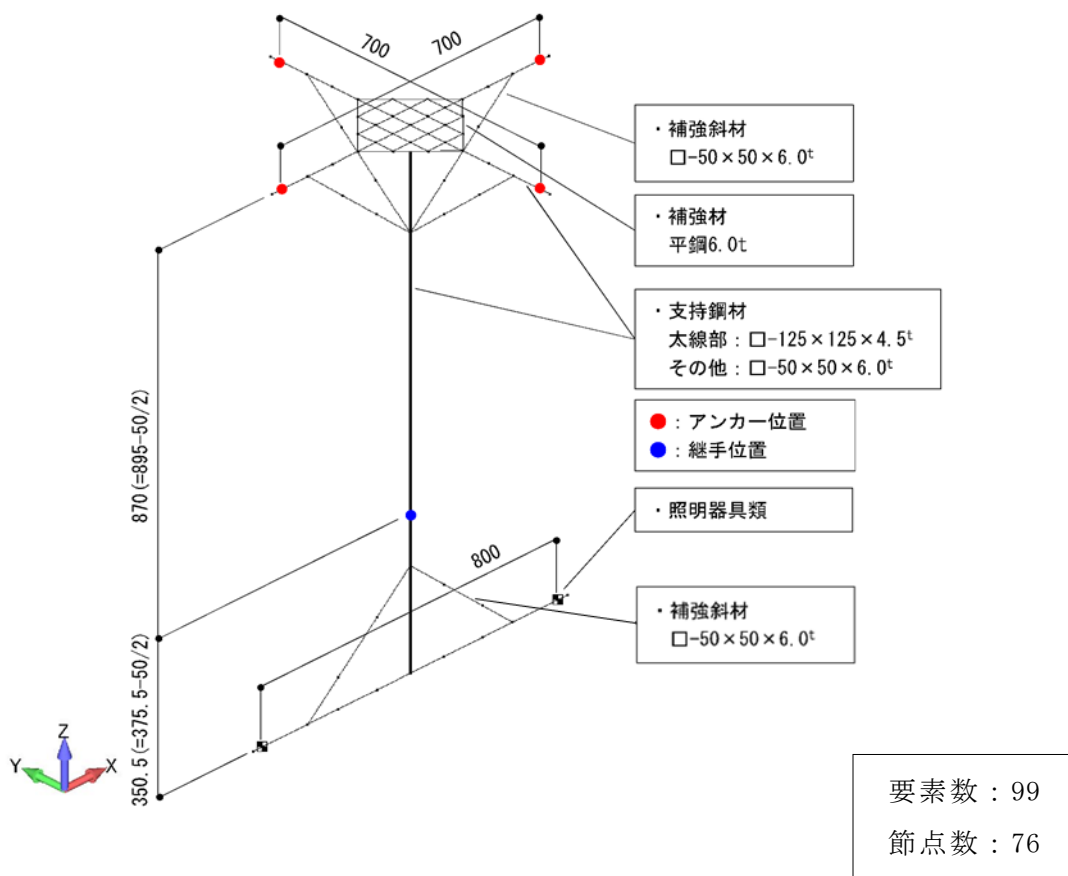 700
700
・補強斜材
□-50×50×6.0ᵗ
・補強材
平鋼6.0t
・支持鋼材
太線部：□-125×125×4.5ᵗ
その他：□-50×50×6.0ᵗ
●：アンカー位置
●：継手位置
・照明器具類
・補強斜材
□-50×50×6.0ᵗ
870(=895-50/2)
800
350.5(=375.5-50/2)
Z
Y
X
要素数：99
節点数：76